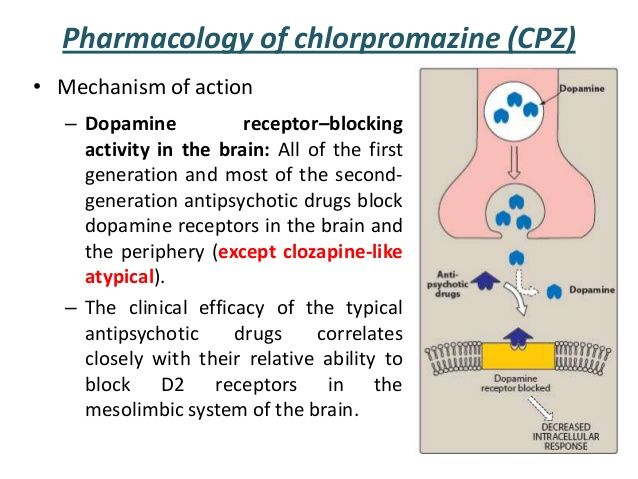 Pharmacology of chlorpromazine (CPZ)
• Mechanism of action
– Dopamine receptor–blocking
activity in the brain: All of the first
generation and most of the second-
generation antipsychotic drugs block
dopamine receptors in the brain and
the periphery (except clozapine-like
atypical).
– The clinical efficacy of the typical
antipsychotic drugs correlates
closely with their relative ability to
block D2 receptors in the
mesolimbic system of the brain.
Dopamine
Anti-
psychotic
drugs
Dopamine
Dopamine
receptor blocked
DECREASED
INTRACELLULAR
RESPONSE